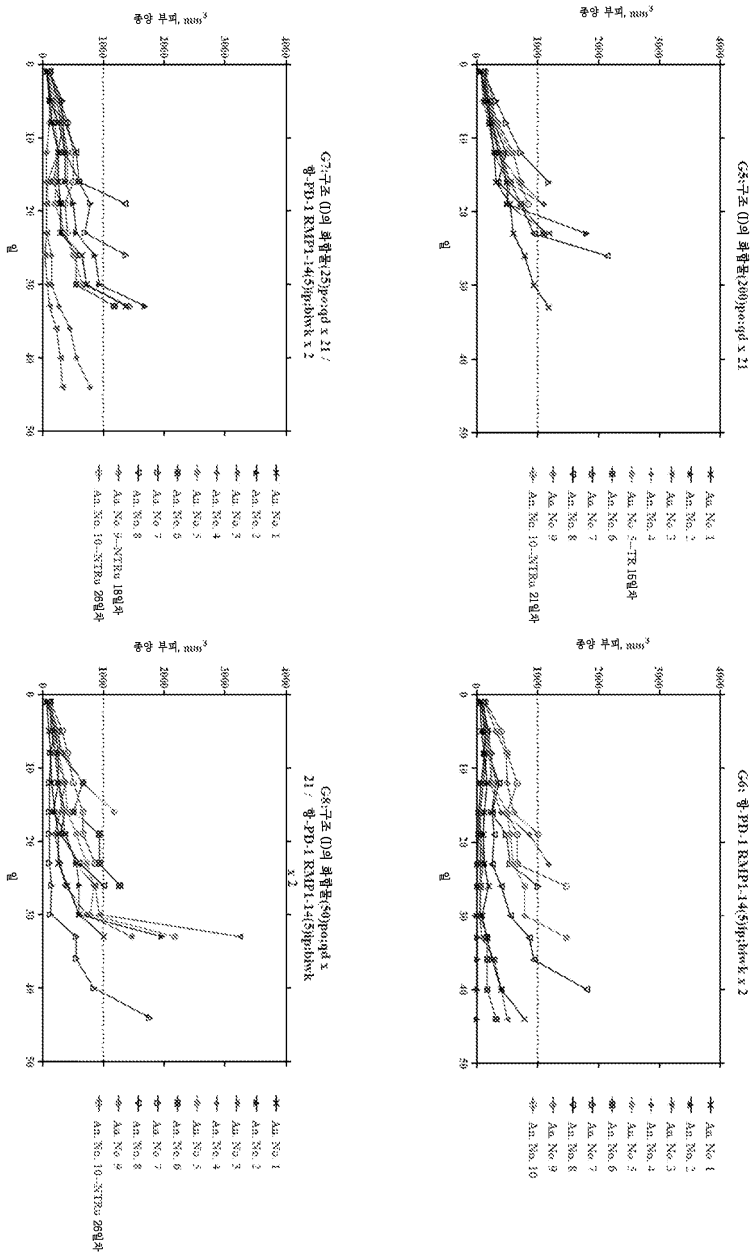 G5:구조 (I)의 화합물(200)po;qd x 21
종양 부피, mm³
4000
3000
2000
1000
0
0
10
20
30
40
50
An. No. 1
An. No. 2
An. No. 3
An. No. 4
An. No. 5--TR 15일차
An. No. 6
An. No. 7
An. No. 8
An. No. 9
An. No. 10--NTRu 21일차
G6: 항-PD-1 RMP1-14(5)ip;biwk x 2
종양 부피, mm³
4000
3000
2000
1000
0
0
10
20
30
40
50
An. No. 1
An. No. 2
An. No. 3
An. No. 4
An. No. 5
An. No. 6
An. No. 7
An. No. 8
An. No. 9
An. No. 10
G7:구조 (I)의 화합물(25)po;qd x 21 /
항-PD-1 RMP1-14(5)ip;biwk x 2
종양 부피, mm³
4000
3000
2000
1000
0
0
10
20
30
40
50
일
An. No. 1
An. No. 2
An. No. 3
An. No. 4
An. No. 5
An. No. 6
An. No. 7
An. No. 8
An. No. 9--NTRu 18일차
An. No. 10--NTRu 26일차
G8:구조 (I)의 화합물(50)po;qd x
21 / 항-PD-1 RMP1-14(5)ip;biwk
x 2
종양 부피, mm³
4000
3000
2000
1000
0
0
10
20
30
40
50
일
An. No. 1
An. No. 2
An. No. 3
An. No. 4
An. No. 5
An. No. 6
An. No. 7
An. No. 8
An. No. 9
An. No. 10--NTRu 26일차